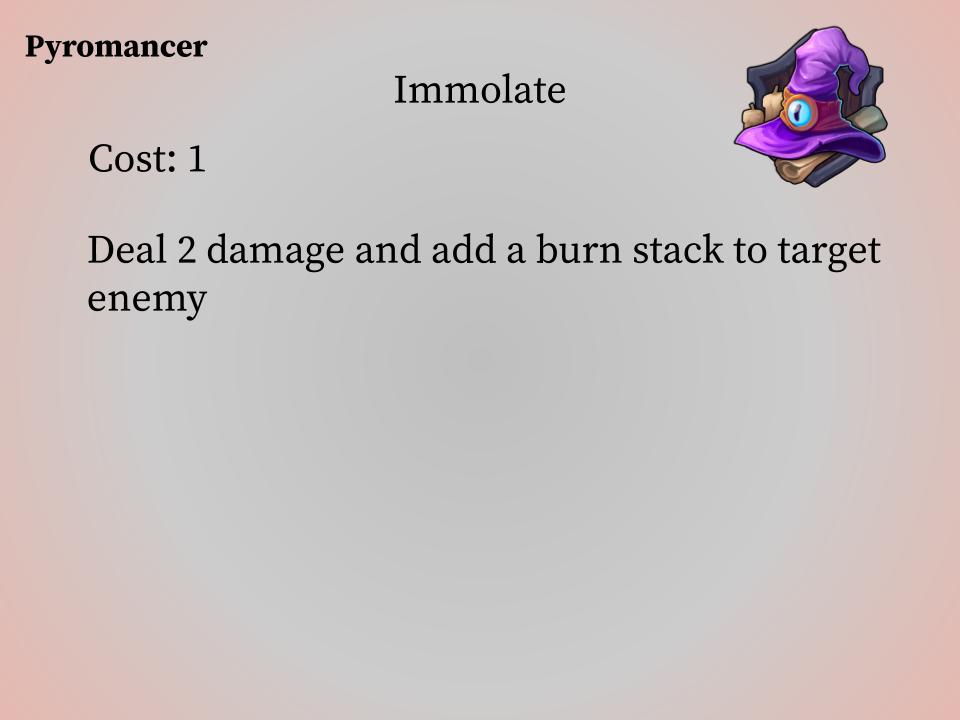 Pyromancer
Immolate
Cost: 1
Deal 2 damage and add a burn stack to target
enemy